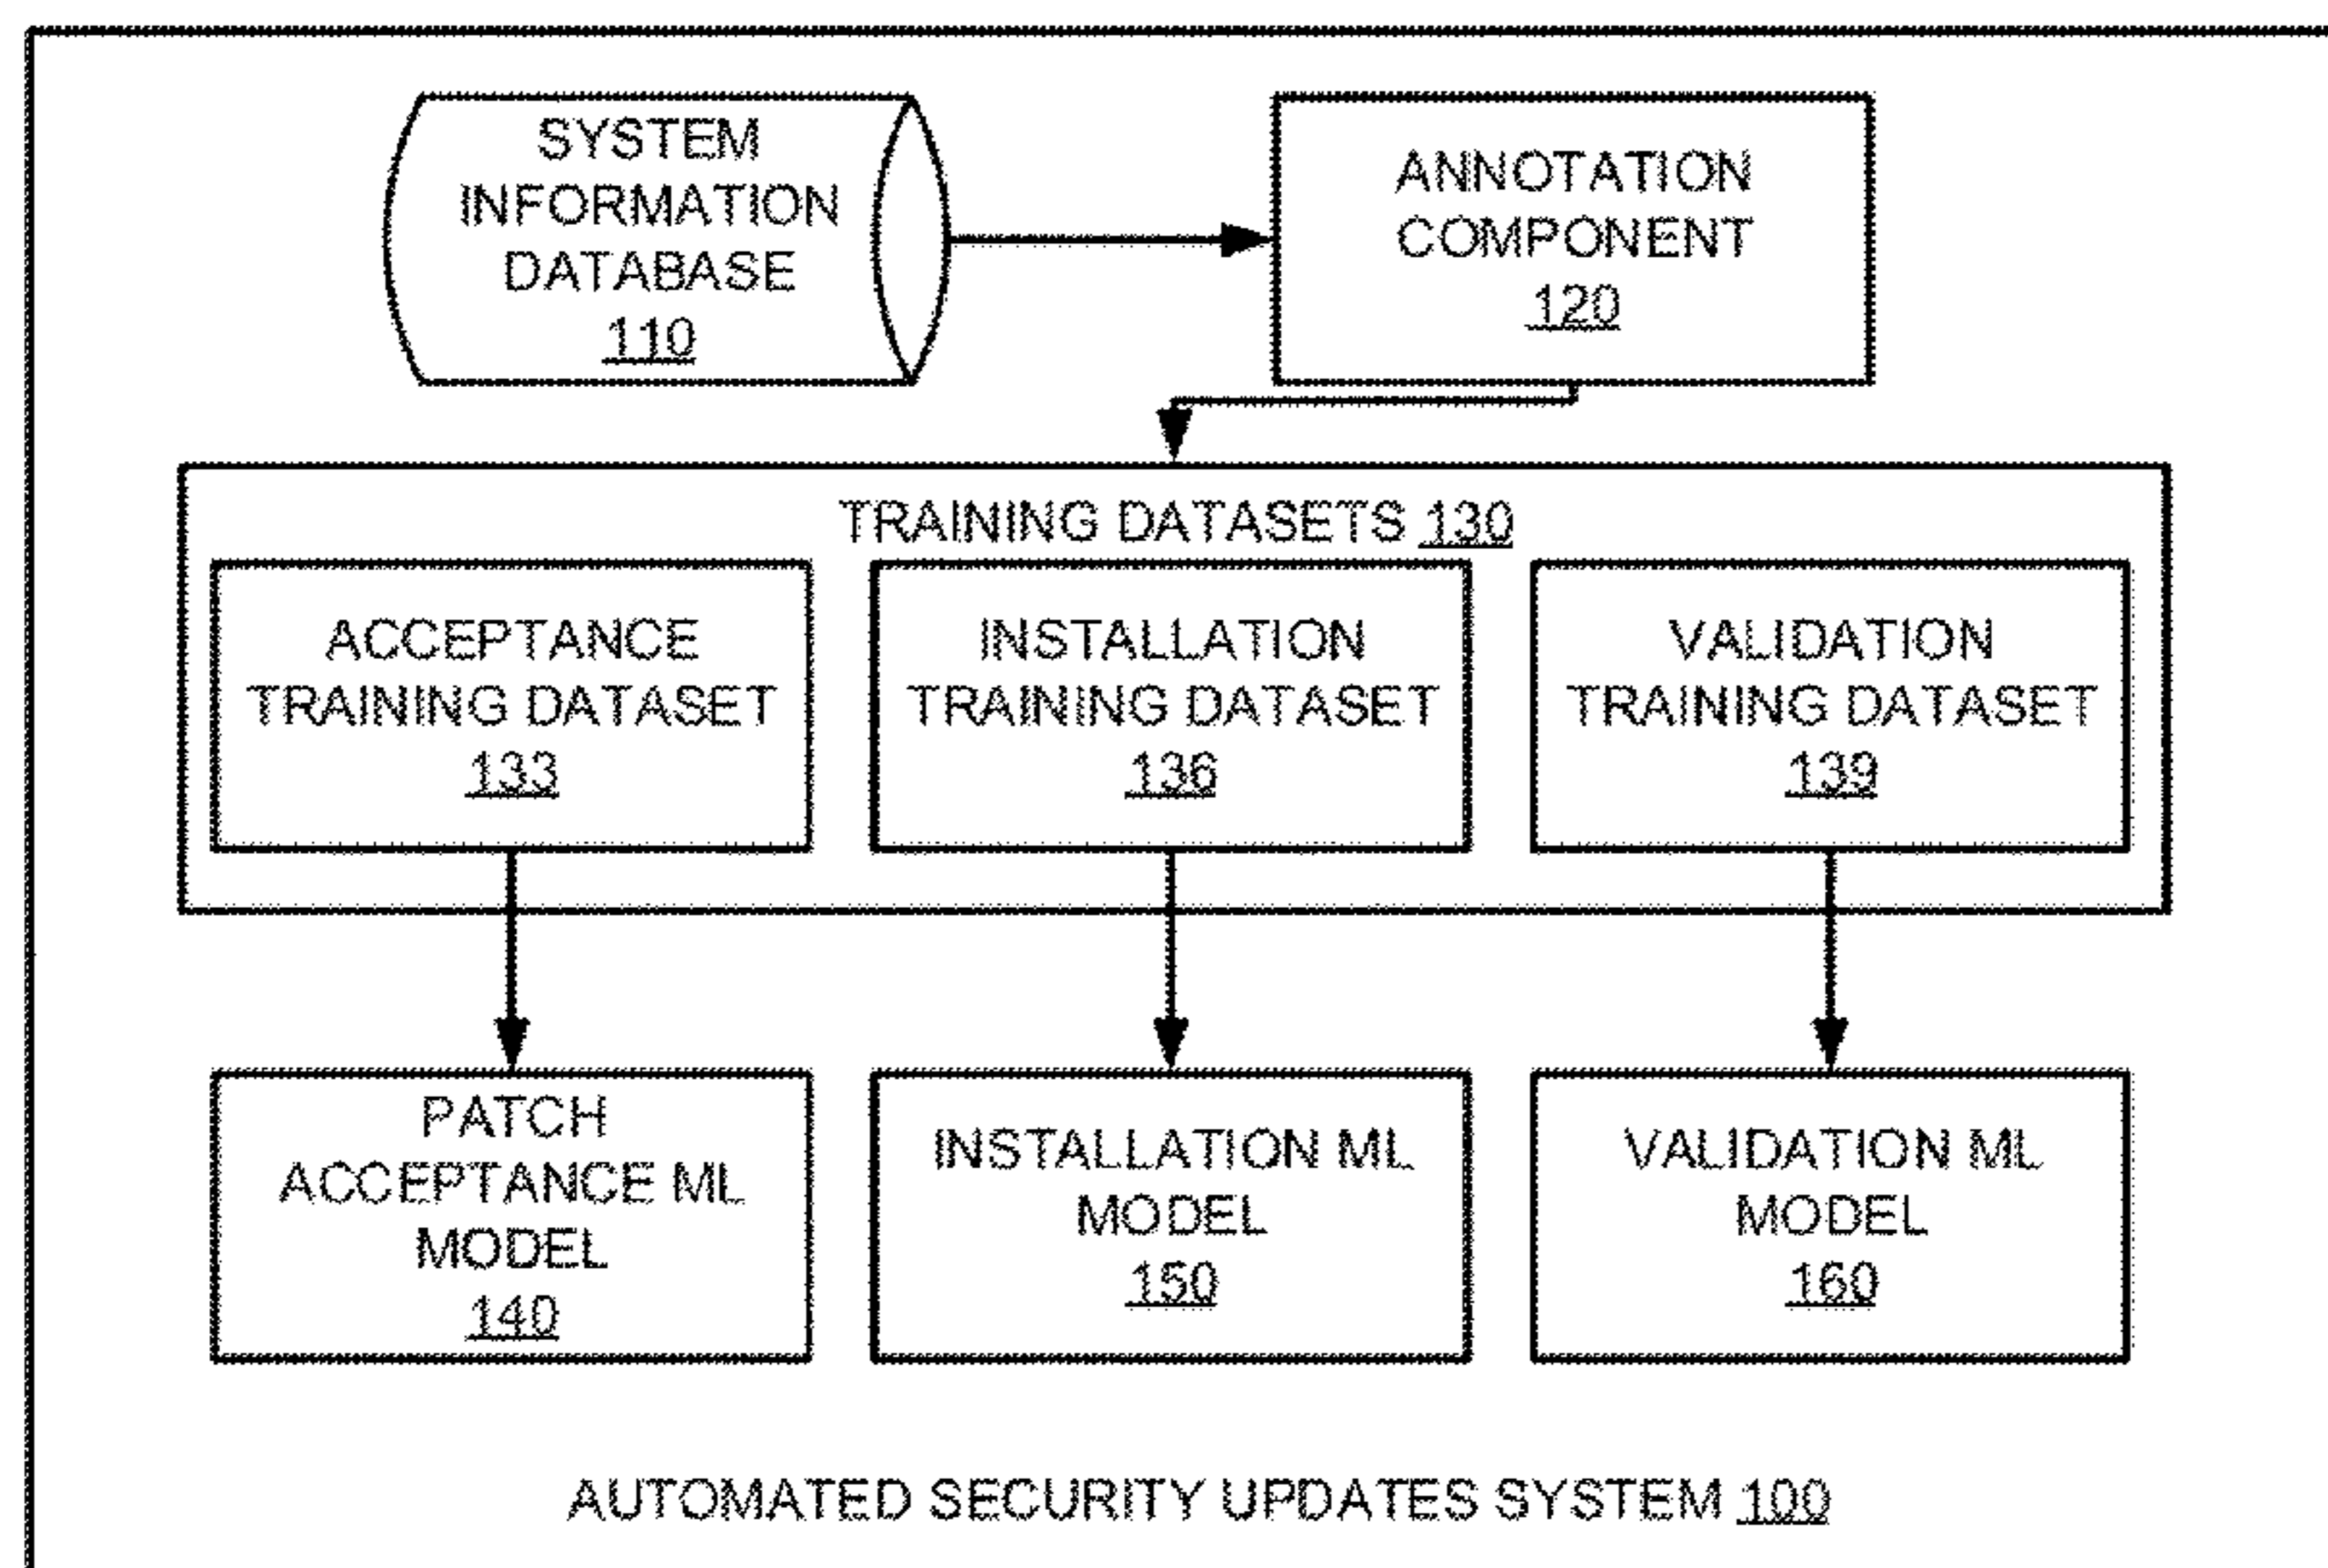 SYSTEM
INFORMATION
DATABASE
110
ANNOTATION
COMPONENT
120
TRAINING DATASETS 130
ACCEPTANCE
TRAINING DATASET
133
INSTALLATION
TRAINING DATASET
136
VALIDATION
TRAINING DATASET
139
PATCH
ACCEPTANCE ML
MODEL
140
INSTALLATION ML
MODEL
150
VALIDATION ML
MODEL
160
AUTOMATED SECURITY UPDATES SYSTEM 100